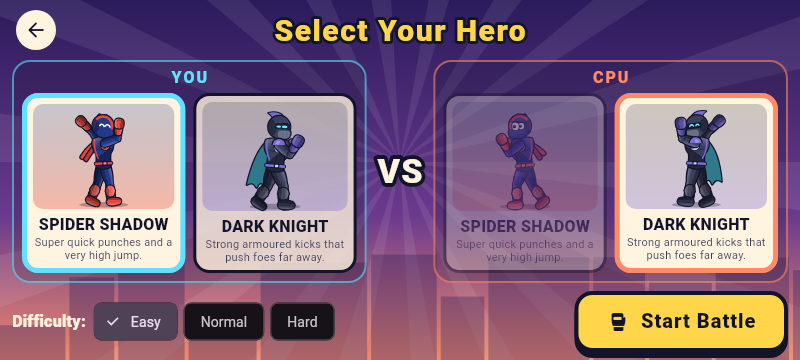 Select Your Hero
YOU
SPIDER SHADOW
Super quick punches and a
very high jump.
DARK KNIGHT
Strong armoured kicks that
push foes far away.
VS
CPU
SPIDER SHADOW
Super quick punches and a
very high jump.
DARK KNIGHT
Strong armoured kicks that
push foes far away.
Difficulty:
Easy
Normal
Hard
Start Battle